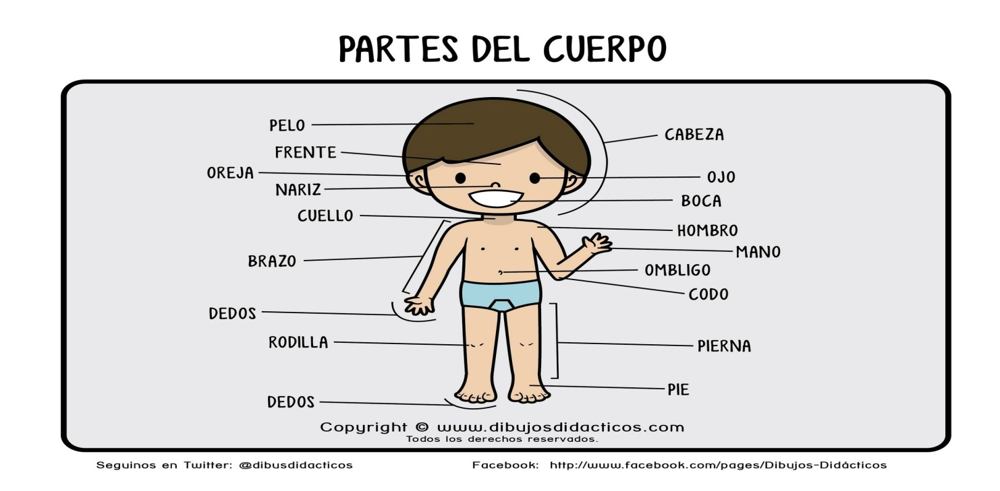 PARTES DEL CUERPO
PELO
CABEZA
FRENTE
OREJA
OJO
NARIZ
BOCA
CUELLO
HOMBRO
MANO
BRAZO
OMBLIGO
CODO
DEDOS
RODILLA
PIERNA
PIE
DEDOS
Copyright © www.dibujosdidacticos.com
Todos los derechos reservados.
Seguinos en Twitter: @dibusdidacticos
Facebook: http://www.facebook.com/pages/Dibujos-Didácticos